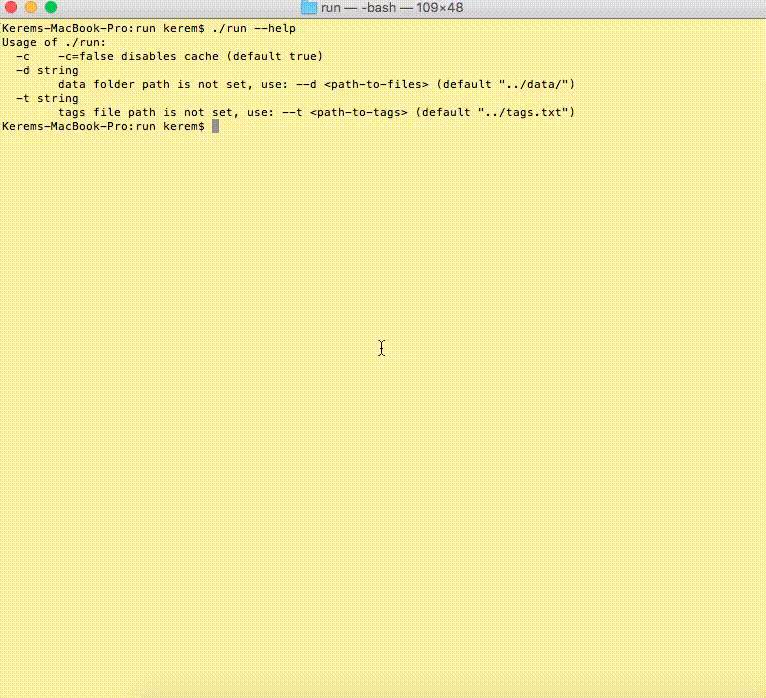 run — -bash — 109×48
Kerems-MacBook-Pro:run kerem$ ./run --help
Usage of ./run:
  -c    -c=false disables cache (default true)
  -d string
        data folder path is not set, use: --d <path-to-files> (default "../data/")
  -t string
        tags file path is not set, use: --t <path-to-tags> (default "../tags.txt")
Kerems-MacBook-Pro:run kerem$